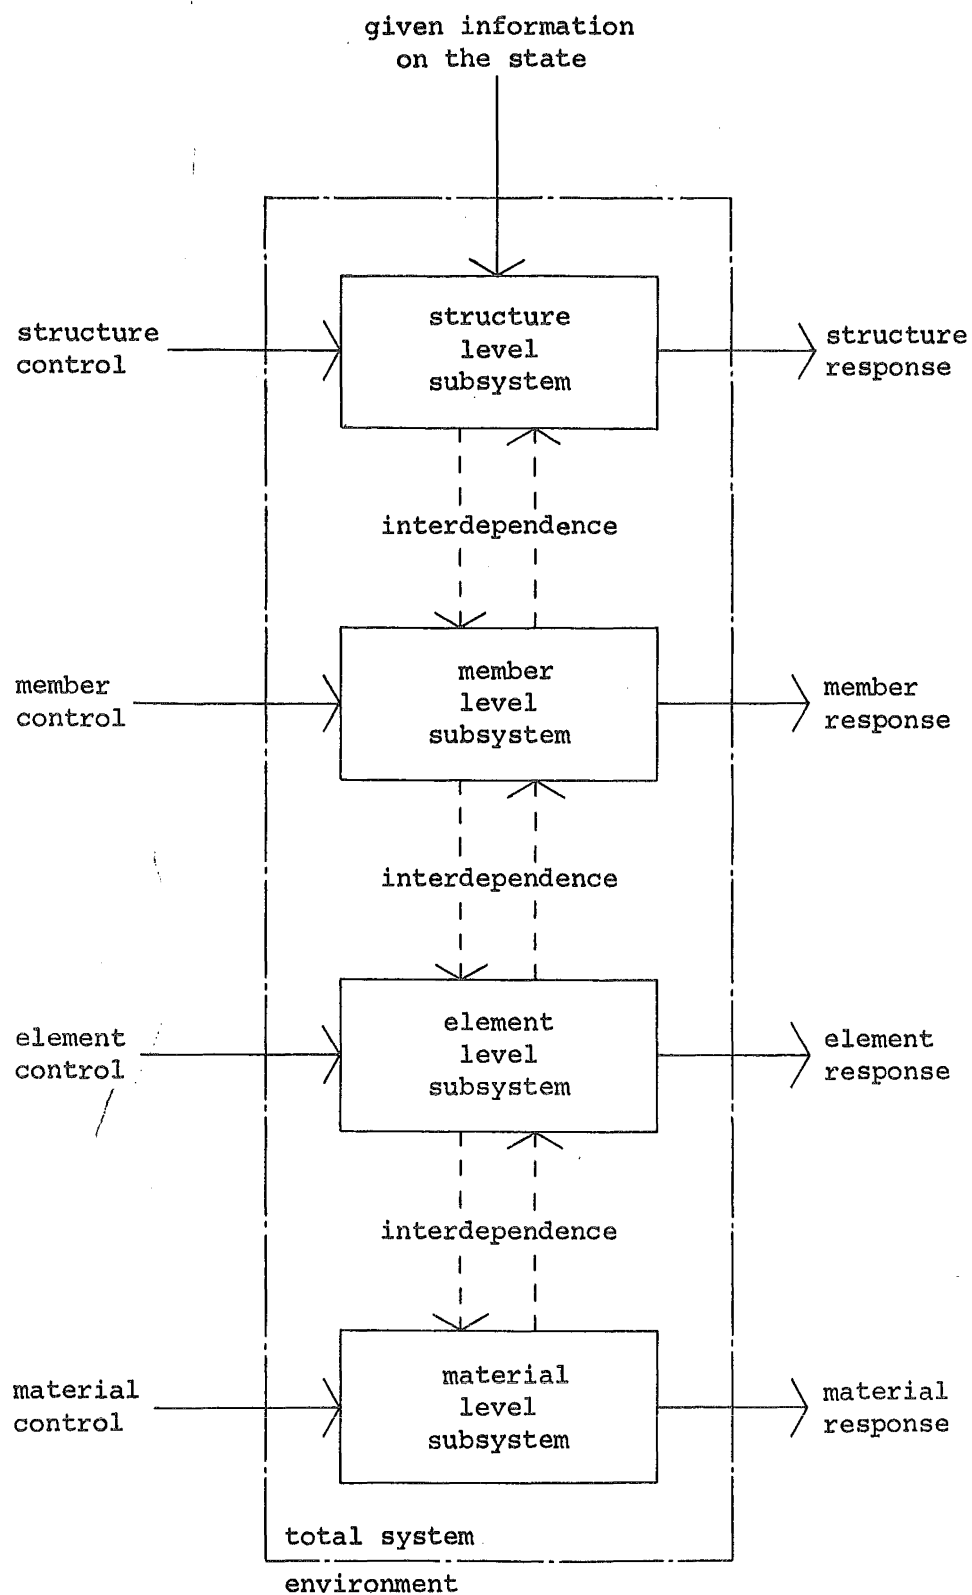 given information
on the state
structure
control
structure
level
subsystem
structure
response
interdependence
member
control
member
level
subsystem
member
response
interdependence
element
control
element
level
subsystem
element
response
interdependence
material
control
material
level
subsystem
material
response
total system
environment